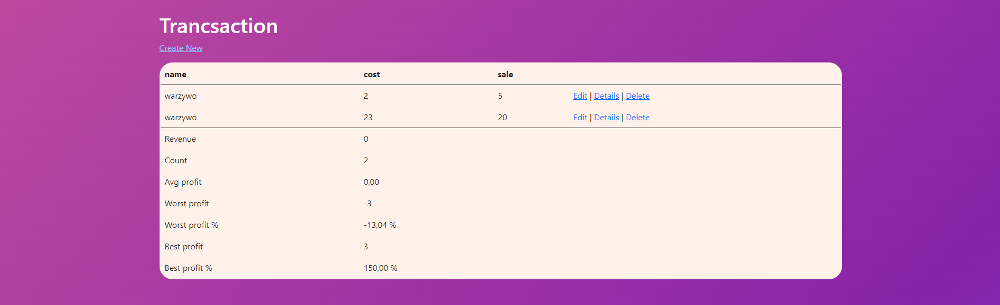 Trancsaction
Create New
name cost sale
warzywo 2 5 Edit | Details | Delete
warzywo 23 20 Edit | Details | Delete
Revenue 0
Count 2
Avg profit 0,00
Worst profit -3
Worst profit % -13,04 %
Best profit 3
Best profit % 150,00 %